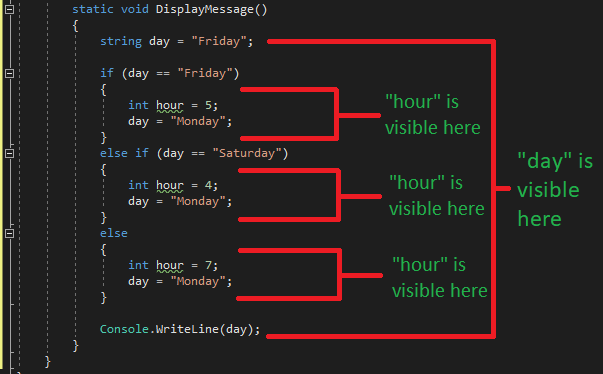 static void DisplayMessage()
{
string day = "Friday";
if (day == "Friday")
{
int hour = 5;
day = "Monday";
}
else if (day == "Saturday")
{
int hour = 4;
day = "Monday";
}
else
{
int hour = 7;
day = "Monday";
}
Console.WriteLine(day);
}
}
"hour" is
visible here
"hour" is
visible here
"hour" is
visible here
"day" is
visible
here